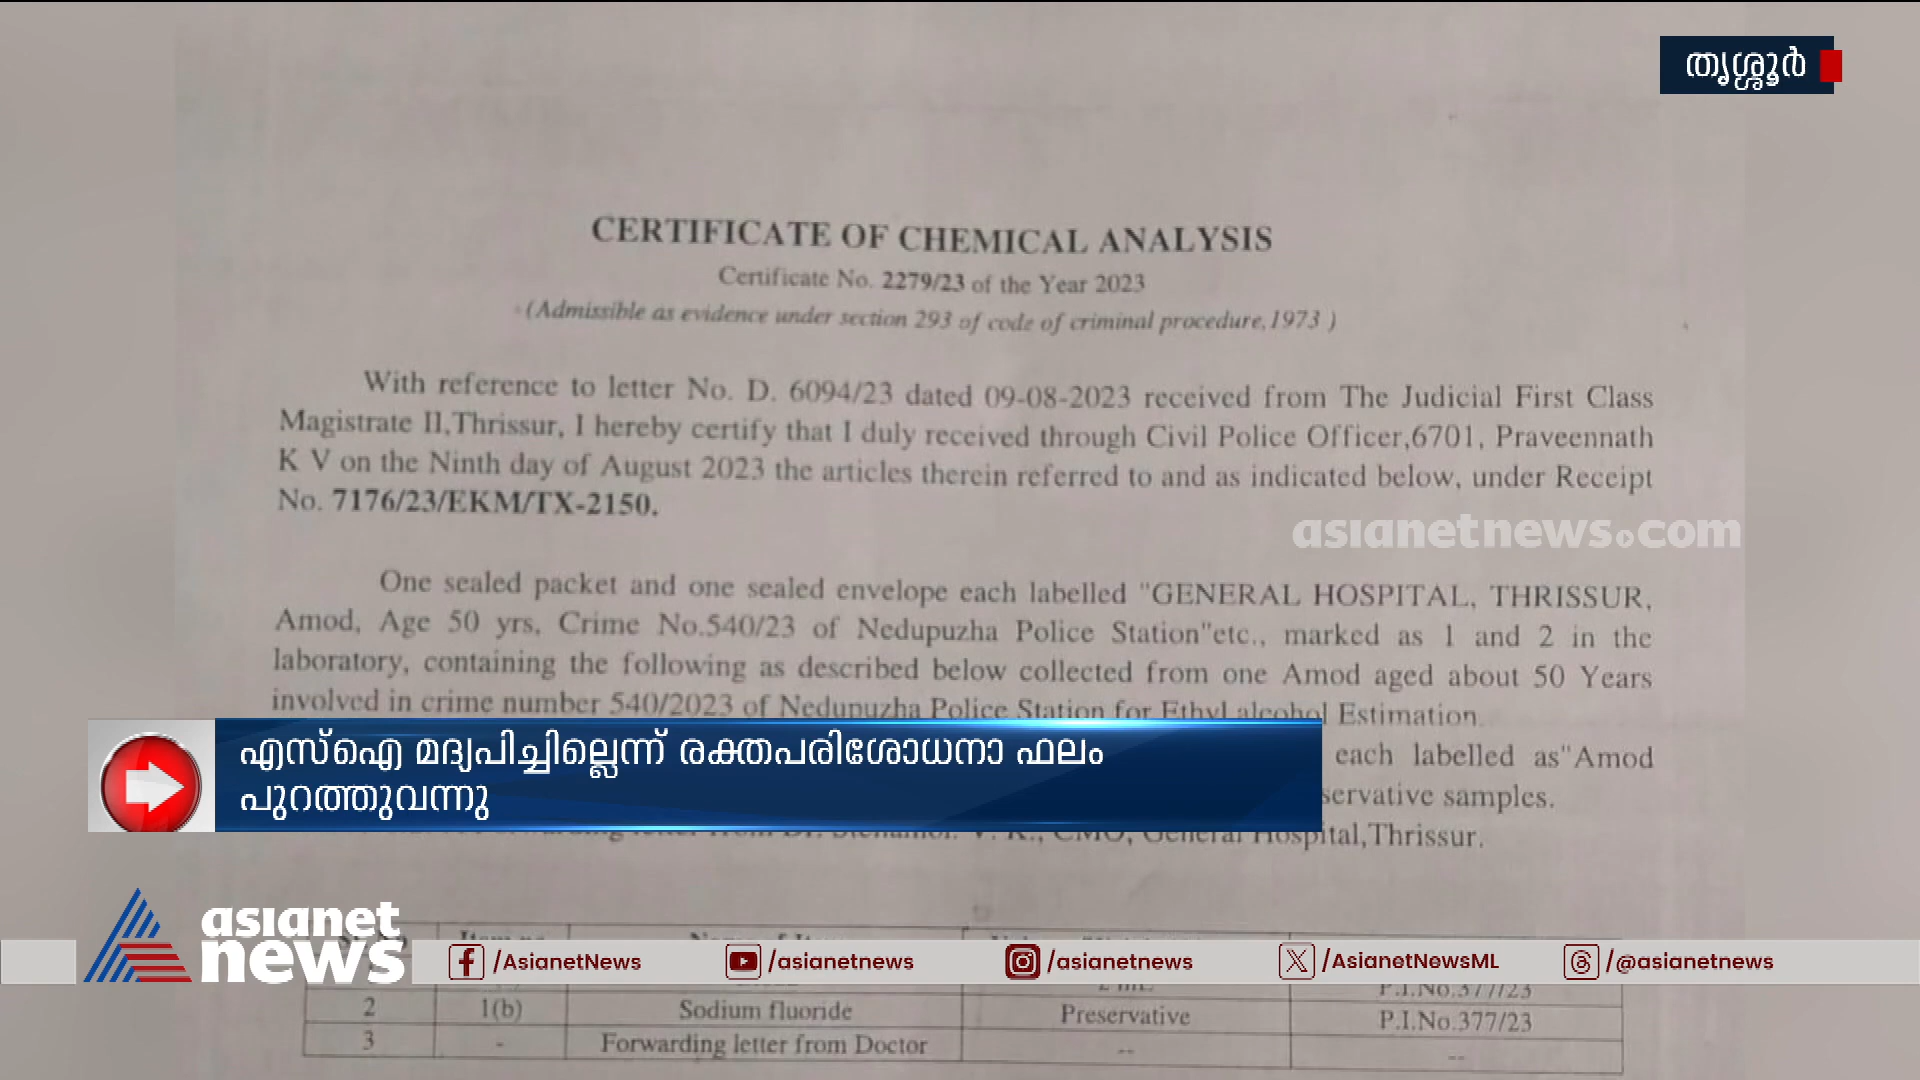 തൃശ്ശൂർ
CERTIFICATE OF CHEMICAL ANALYSIS
Certificate No. 2279/23 of the Year 2023
(Admissible as evidence under section 293 of code of criminal procedure,1973 )
With reference to letter No. D. 6094/23 dated 09-08-2023 received from The Judicial First Class
Magistrate II,Thrissur, I hereby certify that I duly received through Civil Police Officer,6701, Praveennath
K V on the Ninth day of August 2023 the articles therein referred to and as indicated below, under Receipt
No. 7176/23/EKM/TX-2150.
asianetnews.com
One sealed packet and one sealed envelope each labelled "GENERAL HOSPITAL, THRISSUR,
Amod, Age 50 yrs, Crime No.540/23 of Nedupuzha Police Station"etc., marked as 1 and 2 in the
laboratory, containing the following as described below collected from one Amod aged about 50 Years
involved in crime number 540/2023 of Nedupuzha Police Station for Ethyl alcohol Estimation.
each labelled as"Amod
samples.
General Hospital,Thrissur.
എസ്ഐ മദ്യപിച്ചില്ലെന്ന് രക്തപരിശോധനാ ഫലം
പുറത്തുവന്നു
asianet
news
/AsianetNews /asianetnews /asianetnews /AsianetNewsML /@asianetnews
P.I.No.377/23
2 1(b) Sodium fluoride Preservative P.I.No.377/23
3 - Forwarding letter from Doctor -- --